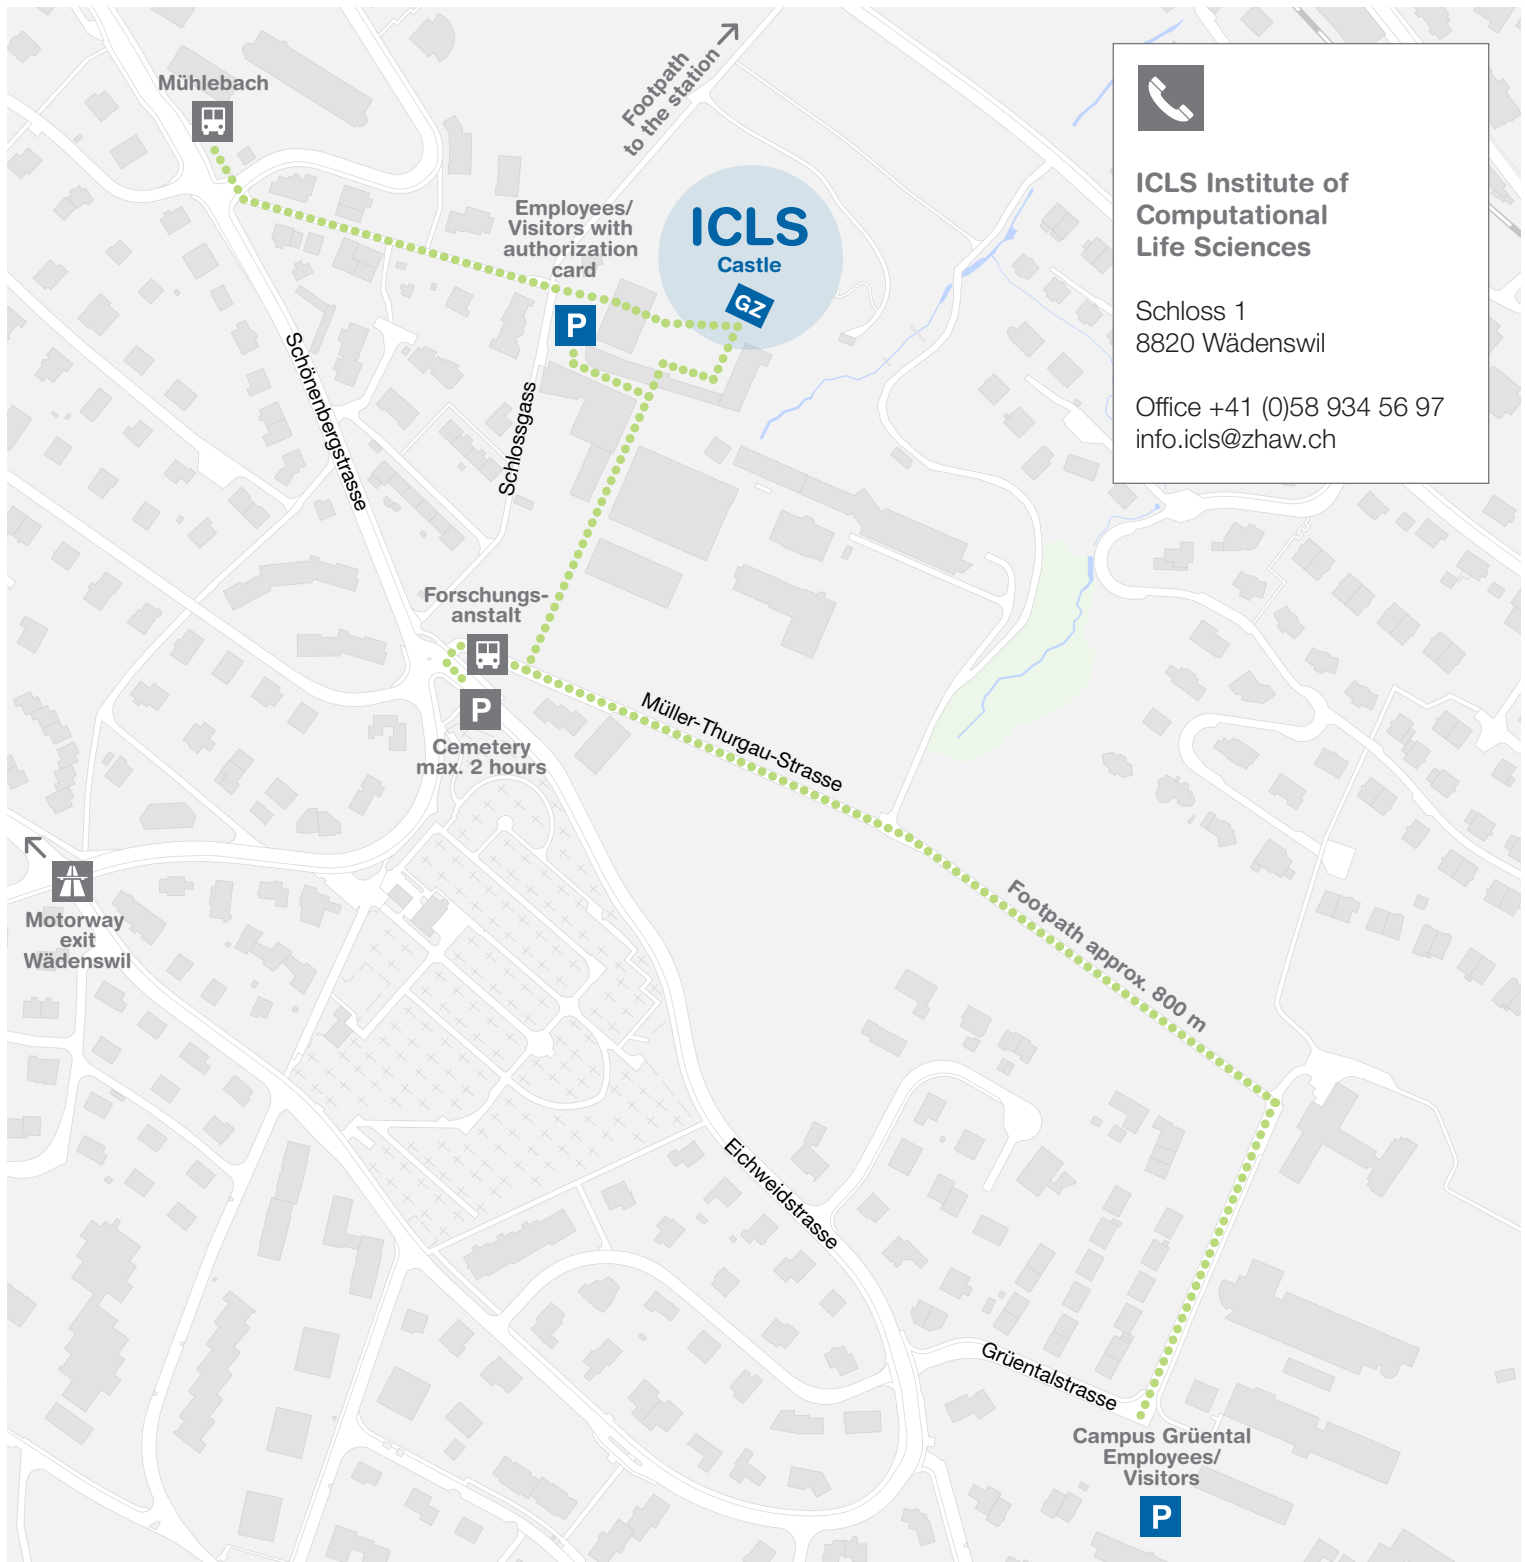 Mühlebach
Footpath
to the station
Employees/
Visitors with
authorization
card
P
ICLS
Castle
GZ
ICLS Institute of
Computational
Life Sciences
Schloss 1
8820 Wädenswil
Office +41 (0)58 934 56 97
info.icls@zhaw.ch
Schönenbergstrasse
Schlossgass
Forschungs-
anstalt
P
Cemetery
max. 2 hours
Müller-Thurgau-Strasse
Motorway
exit
Wädenswil
Footpath approx. 800 m
Eichweidstrasse
Grüentalstrasse
Campus Grüental
Employees/
Visitors
P